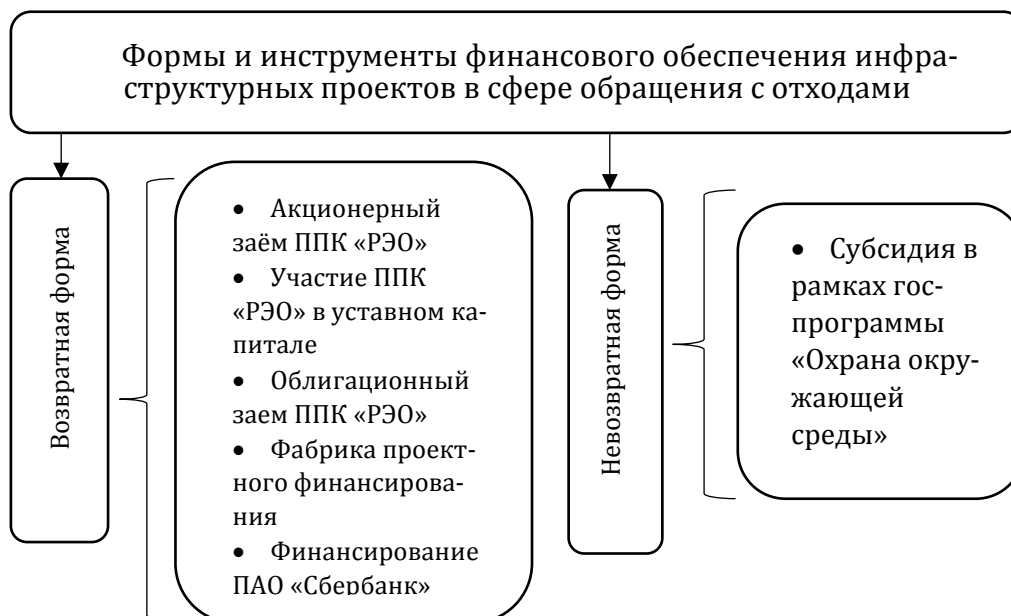 Формы и инструменты финансового обеспечения инфра-
структурных проектов в сфере обращения с отходами
Возвратная форма
• Акционерный
заём ППК «РЭО»
• Участие ППК
«РЭО» в уставном ка-
питале
• Облигационный
заем ППК «РЭО»
• Фабрика проект-
ного финансирова-
ния
• Финансирование
ПАО «Сбербанк»
Невозвратная форма
• Субсидия в
рамках гос-
программы
«Охрана окру-
жающей
среды»